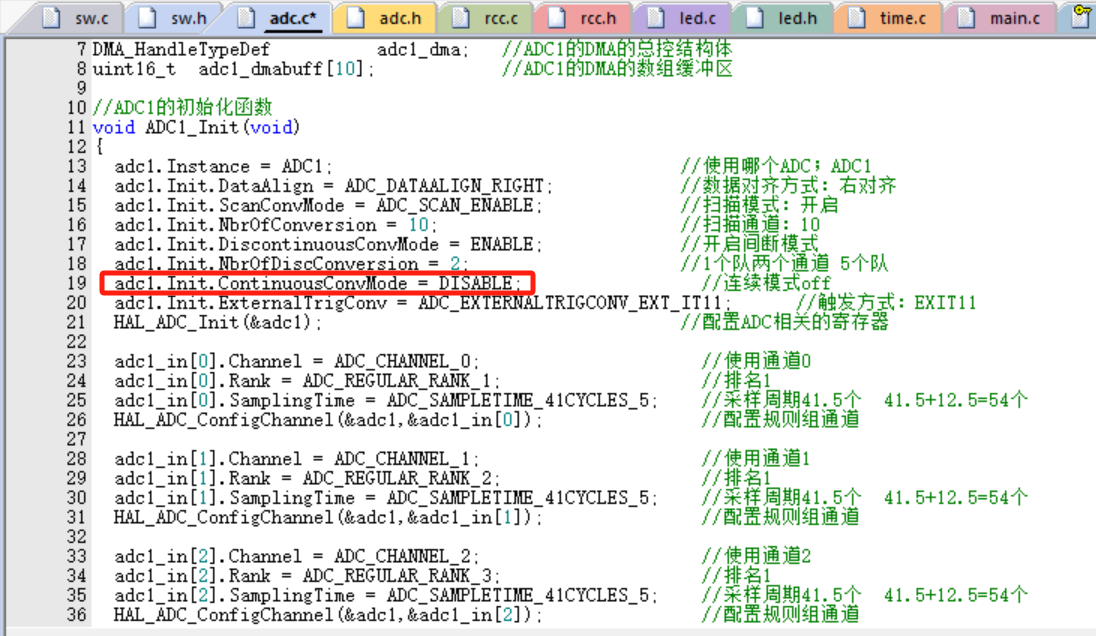 sw.c sw.h adc.c* adc.h rcc.c rcc.h led.c led.h time.c main.c
7 DMA_HandleTypeDef adc1_dma; //ADC1的DMA的总控结构体
8 uint16_t adc1_dmabuff[10]; //ADC1的DMA的数组缓冲区
9
10 //ADC1的初始化函数
11 void ADC1_Init(void)
12 {
13 adc1.Instance = ADC1; //使用哪个ADC；ADC1
14 adc1.Init.DataAlign = ADC_DATAALIGN_RIGHT; //数据对齐方式：右对齐
15 adc1.Init.ScanConvMode = ADC_SCAN_ENABLE; //扫描模式：开启
16 adc1.Init.NbrOfConversion = 10; //扫描通道：10
17 adc1.Init.DiscontinuousConvMode = ENABLE; //开启间断模式
18 adc1.Init.NbrOfDiscConversion = 2; //1个队两个通道 5个队
19 adc1.Init.ContinuousConvMode = DISABLE; //连续模式off
20 adc1.Init.ExternalTrigConv = ADC_EXTERNALTRIGCONV_EXT_IT11; //触发方式：EXIT11
21 HAL_ADC_Init(&adc1); //配置ADC相关的寄存器
22
23 adc1_in[0].Channel = ADC_CHANNEL_0; //使用通道0
24 adc1_in[0].Rank = ADC_REGULAR_RANK_1; //排名1
25 adc1_in[0].SamplingTime = ADC_SAMPLETIME_41CYCLES_5; //采样周期41.5个 41.5+12.5=54个
26 HAL_ADC_ConfigChannel(&adc1,&adc1_in[0]); //配置规则组通道
27
28 adc1_in[1].Channel = ADC_CHANNEL_1; //使用通道1
29 adc1_in[1].Rank = ADC_REGULAR_RANK_2; //排名1
30 adc1_in[1].SamplingTime = ADC_SAMPLETIME_41CYCLES_5; //采样周期41.5个 41.5+12.5=54个
31 HAL_ADC_ConfigChannel(&adc1,&adc1_in[1]); //配置规则组通道
32
33 adc1_in[2].Channel = ADC_CHANNEL_2; //使用通道2
34 adc1_in[2].Rank = ADC_REGULAR_RANK_3; //排名1
35 adc1_in[2].SamplingTime = ADC_SAMPLETIME_41CYCLES_5; //采样周期41.5个 41.5+12.5=54个
36 HAL_ADC_ConfigChannel(&adc1,&adc1_in[2]); //配置规则组通道